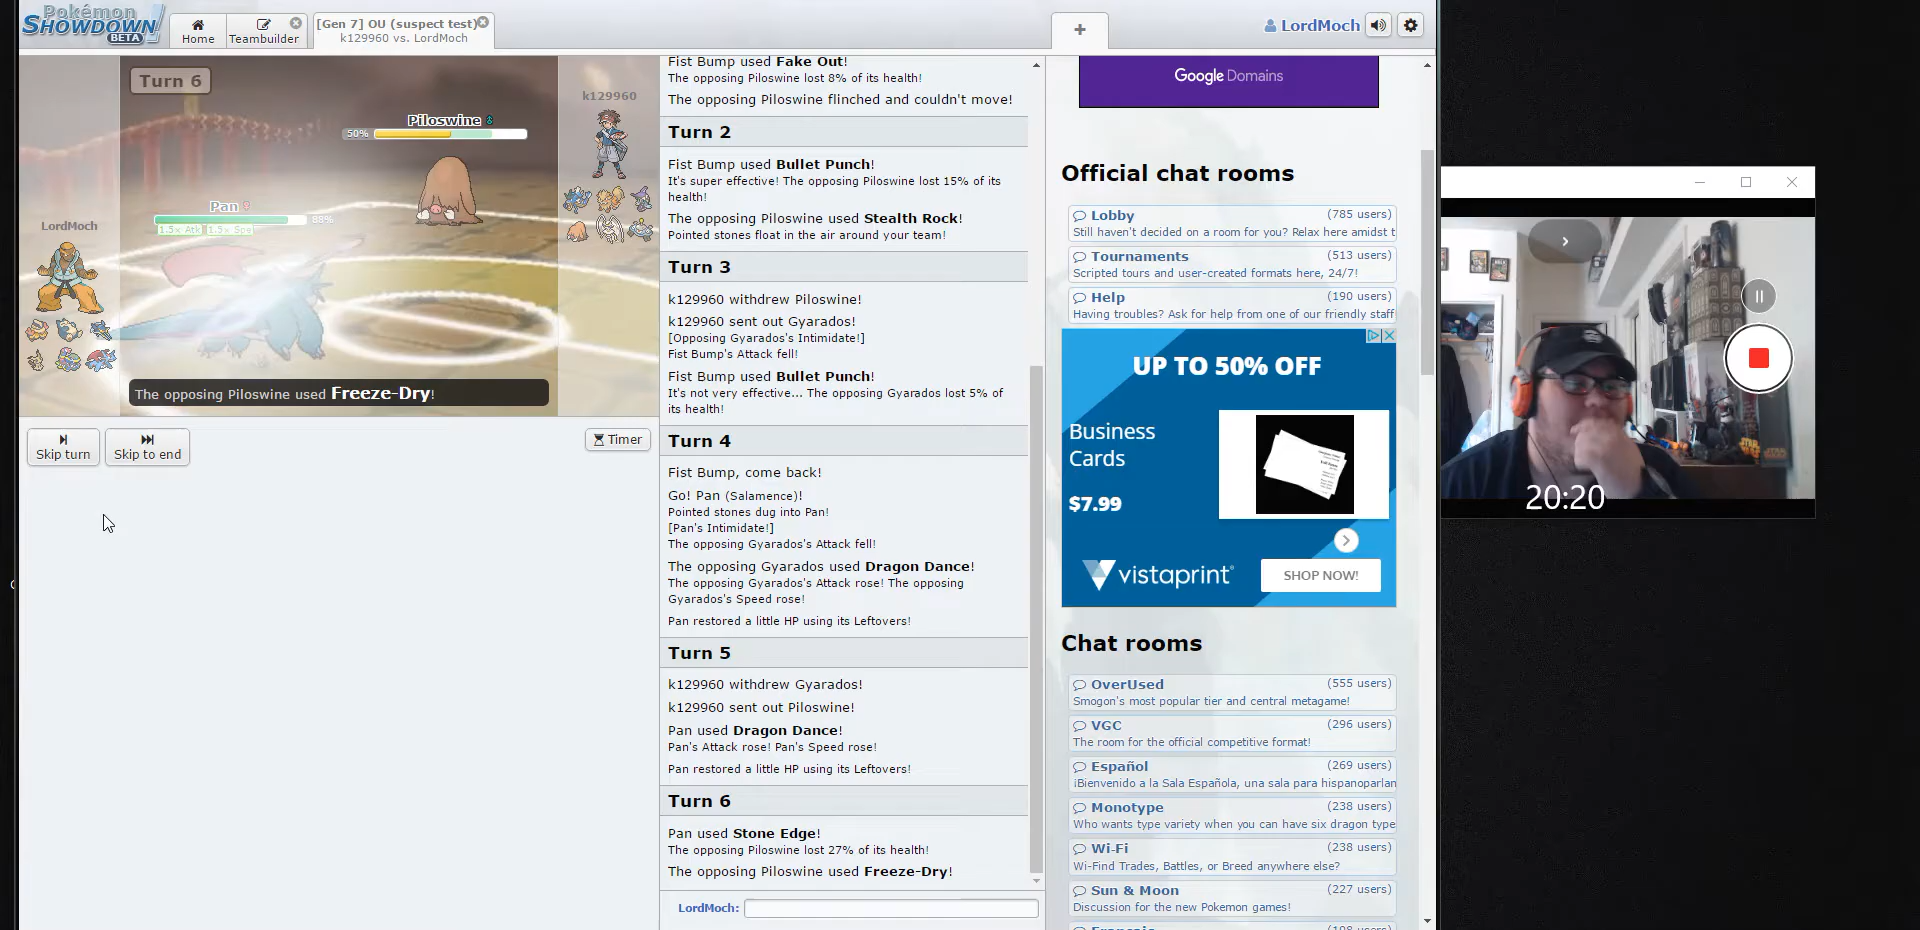 Pokémon
SHOWDOWN!
BETA
Home
Teambuilder
[Gen 7] OU (suspect test)
k129960 vs. LordMoch
+
LordMoch
Turn 6
k129960
Piloswine
50%
Pan
88%
1.5× Atk 1.5× Spe
LordMoch
The opposing Piloswine used Freeze-Dry!
Skip turn
Skip to end
Timer
Fist Bump used Fake Out!
The opposing Piloswine lost 8% of its health!
The opposing Piloswine flinched and couldn't move!
Turn 2
Fist Bump used Bullet Punch!
It's super effective! The opposing Piloswine lost 15% of its
health!
The opposing Piloswine used Stealth Rock!
Pointed stones float in the air around your team!
Turn 3
k129960 withdrew Piloswine!
k129960 sent out Gyarados!
[Opposing Gyarados's Intimidate!]
Fist Bump's Attack fell!
Fist Bump used Bullet Punch!
It's not very effective... The opposing Gyarados lost 5% of
its health!
Turn 4
Fist Bump, come back!
Go! Pan (Salamence)!
Pointed stones dug into Pan!
[Pan's Intimidate!]
The opposing Gyarados's Attack fell!
The opposing Gyarados used Dragon Dance!
The opposing Gyarados's Attack rose! The opposing
Gyarados's Speed rose!
Pan restored a little HP using its Leftovers!
Turn 5
k129960 withdrew Gyarados!
k129960 sent out Piloswine!
Pan used Dragon Dance!
Pan's Attack rose! Pan's Speed rose!
Pan restored a little HP using its Leftovers!
Turn 6
Pan used Stone Edge!
The opposing Piloswine lost 27% of its health!
The opposing Piloswine used Freeze-Dry!
LordMoch:
Google Domains
Official chat rooms
Lobby (785 users)
Still haven't decided on a room for you? Relax here amidst t
Tournaments (513 users)
Scripted tours and user-created formats here, 24/7!
Help (190 users)
Having troubles? Ask for help from one of our friendly staff
UP TO 50% OFF
Business
Cards
$7.99
vistaprint
SHOP NOW!
Chat rooms
OverUsed (555 users)
Smogon's most popular tier and central metagame!
VGC (296 users)
The room for the official competitive format!
Español (269 users)
¡Bienvenido a la Sala Española, una sala para hispanoparlan
Monotype (238 users)
Who wants type variety when you can have six dragon type
Wi-Fi (238 users)
Wi-Find Trades, Battles, or Breed anywhere else?
Sun & Moon (227 users)
Discussion for the new Pokemon games!
20:20